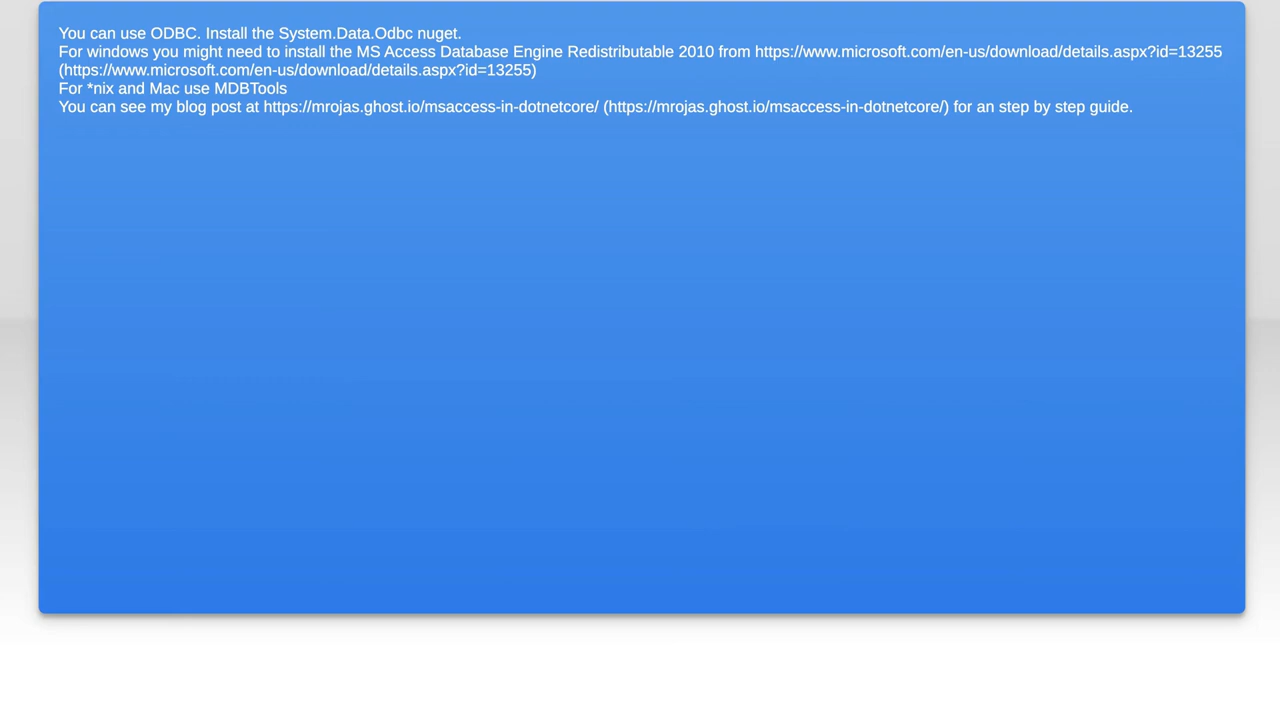 You can use ODBC. Install the System.Data.Odbc nuget.
For windows you might need to install the MS Access Database Engine Redistributable 2010 from https://www.microsoft.com/en-us/download/details.aspx?id=13255
(https://www.microsoft.com/en-us/download/details.aspx?id=13255)
For *nix and Mac use MDBTools
You can see my blog post at https://mrojas.ghost.io/msaccess-in-dotnetcore/ (https://mrojas.ghost.io/msaccess-in-dotnetcore/) for an step by step guide.